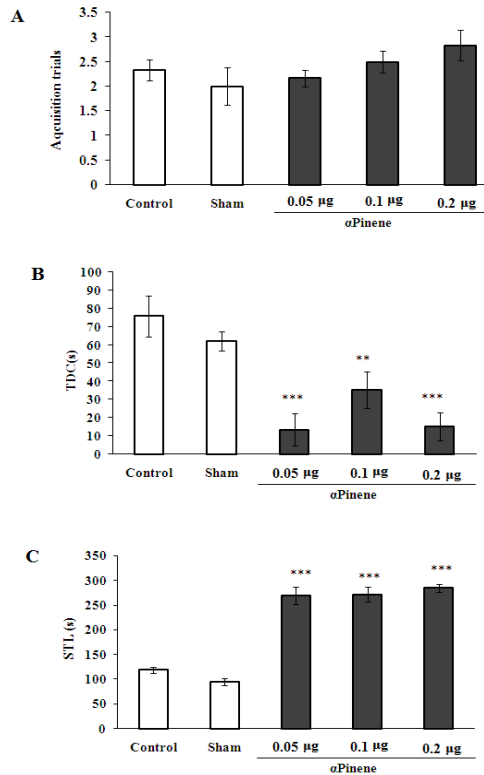 A
3.5
3
2.5
2
1.5
1
0.5
0
Aqcuisition trials
Control Sham 0.05 µg 0.1 µg 0.2 µg
αPinene
B
100
90
80
70
60
50
40
30
20
10
0
TDC(s)
*** ** ***
Control Sham 0.05 µg 0.1 µg 0.2 µg
αPinene
C
350
300
250
200
150
100
50
0
STL (s)
*** *** ***
Control Sham 0.05 µg 0.1 µg 0.2 µg
αPinene